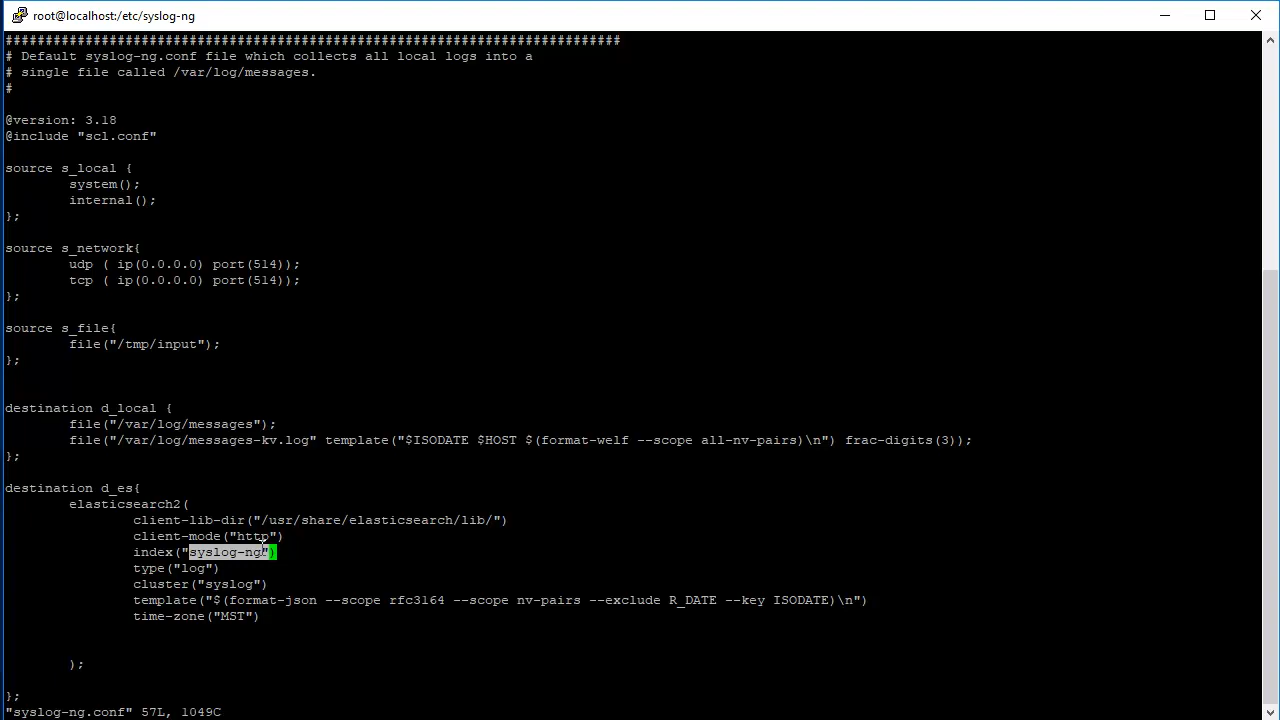 root@localhost:/etc/syslog-ng
#############################################################################
# Default syslog-ng.conf file which collects all local logs into a
# single file called /var/log/messages.
#
@version: 3.18
@include "scl.conf"
source s_local {
system();
internal();
};
source s_network{
udp ( ip(0.0.0.0) port(514));
tcp ( ip(0.0.0.0) port(514));
};
source s_file{
file("/tmp/input");
};
destination d_local {
file("/var/log/messages");
file("/var/log/messages-kv.log" template("$ISODATE $HOST $(format-welf --scope all-nv-pairs)\n") frac-digits(3));
};
destination d_es{
elasticsearch2(
client-lib-dir("/usr/share/elasticsearch/lib/")
client-mode("http")
index("syslog-ng")
type("log")
cluster("syslog")
template("$(format-json --scope rfc3164 --scope nv-pairs --exclude R_DATE --key ISODATE)\n")
time-zone("MST")
);
};
"syslog-ng.conf" 57L, 1049C